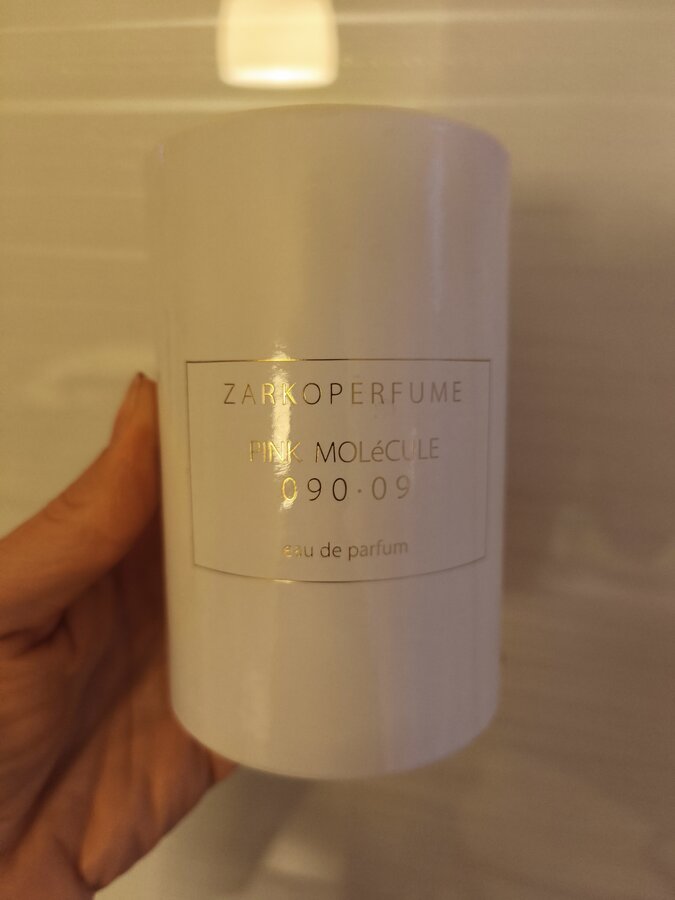 ZARKOPERFUME
PINK MOLéCULE
090·09
eau de parfum